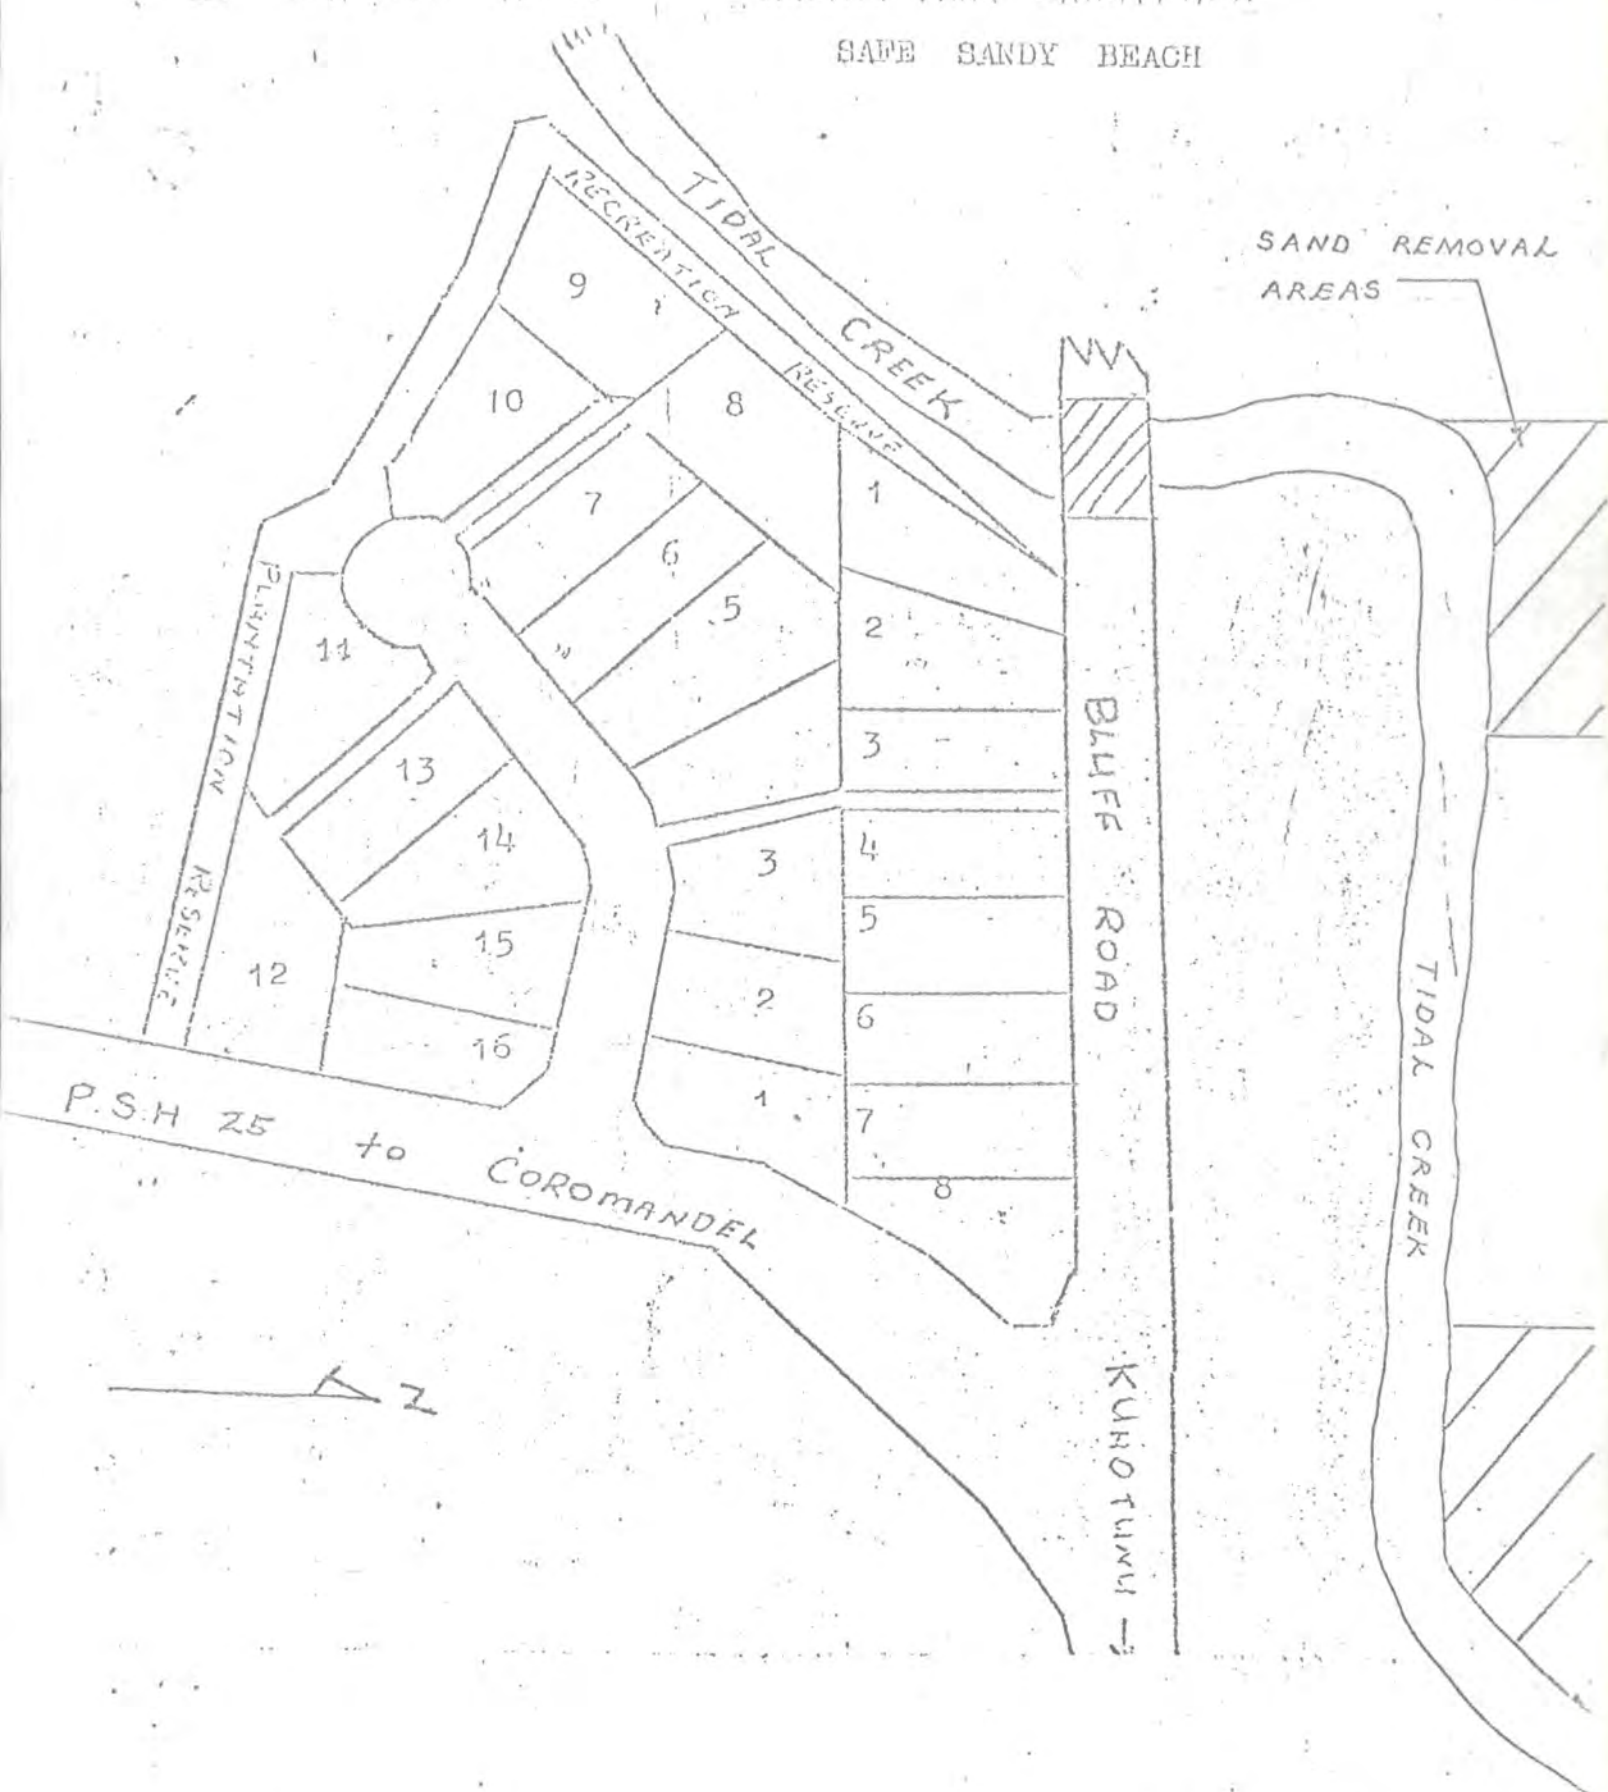 SAFE SANDY BEACH
TIDAL CREEK
RECREATION RESERVE
SAND REMOVAL
AREAS
9
10
8
7
6
5
1
2
3
4
5
6
7
8
11
13
14
15
16
12
3
2
1
PLANTATION RESERVE
BLUFF ROAD
TIDAL CREEK
P.S.H 25 to COROMANDEL
N
KUAOTUNU